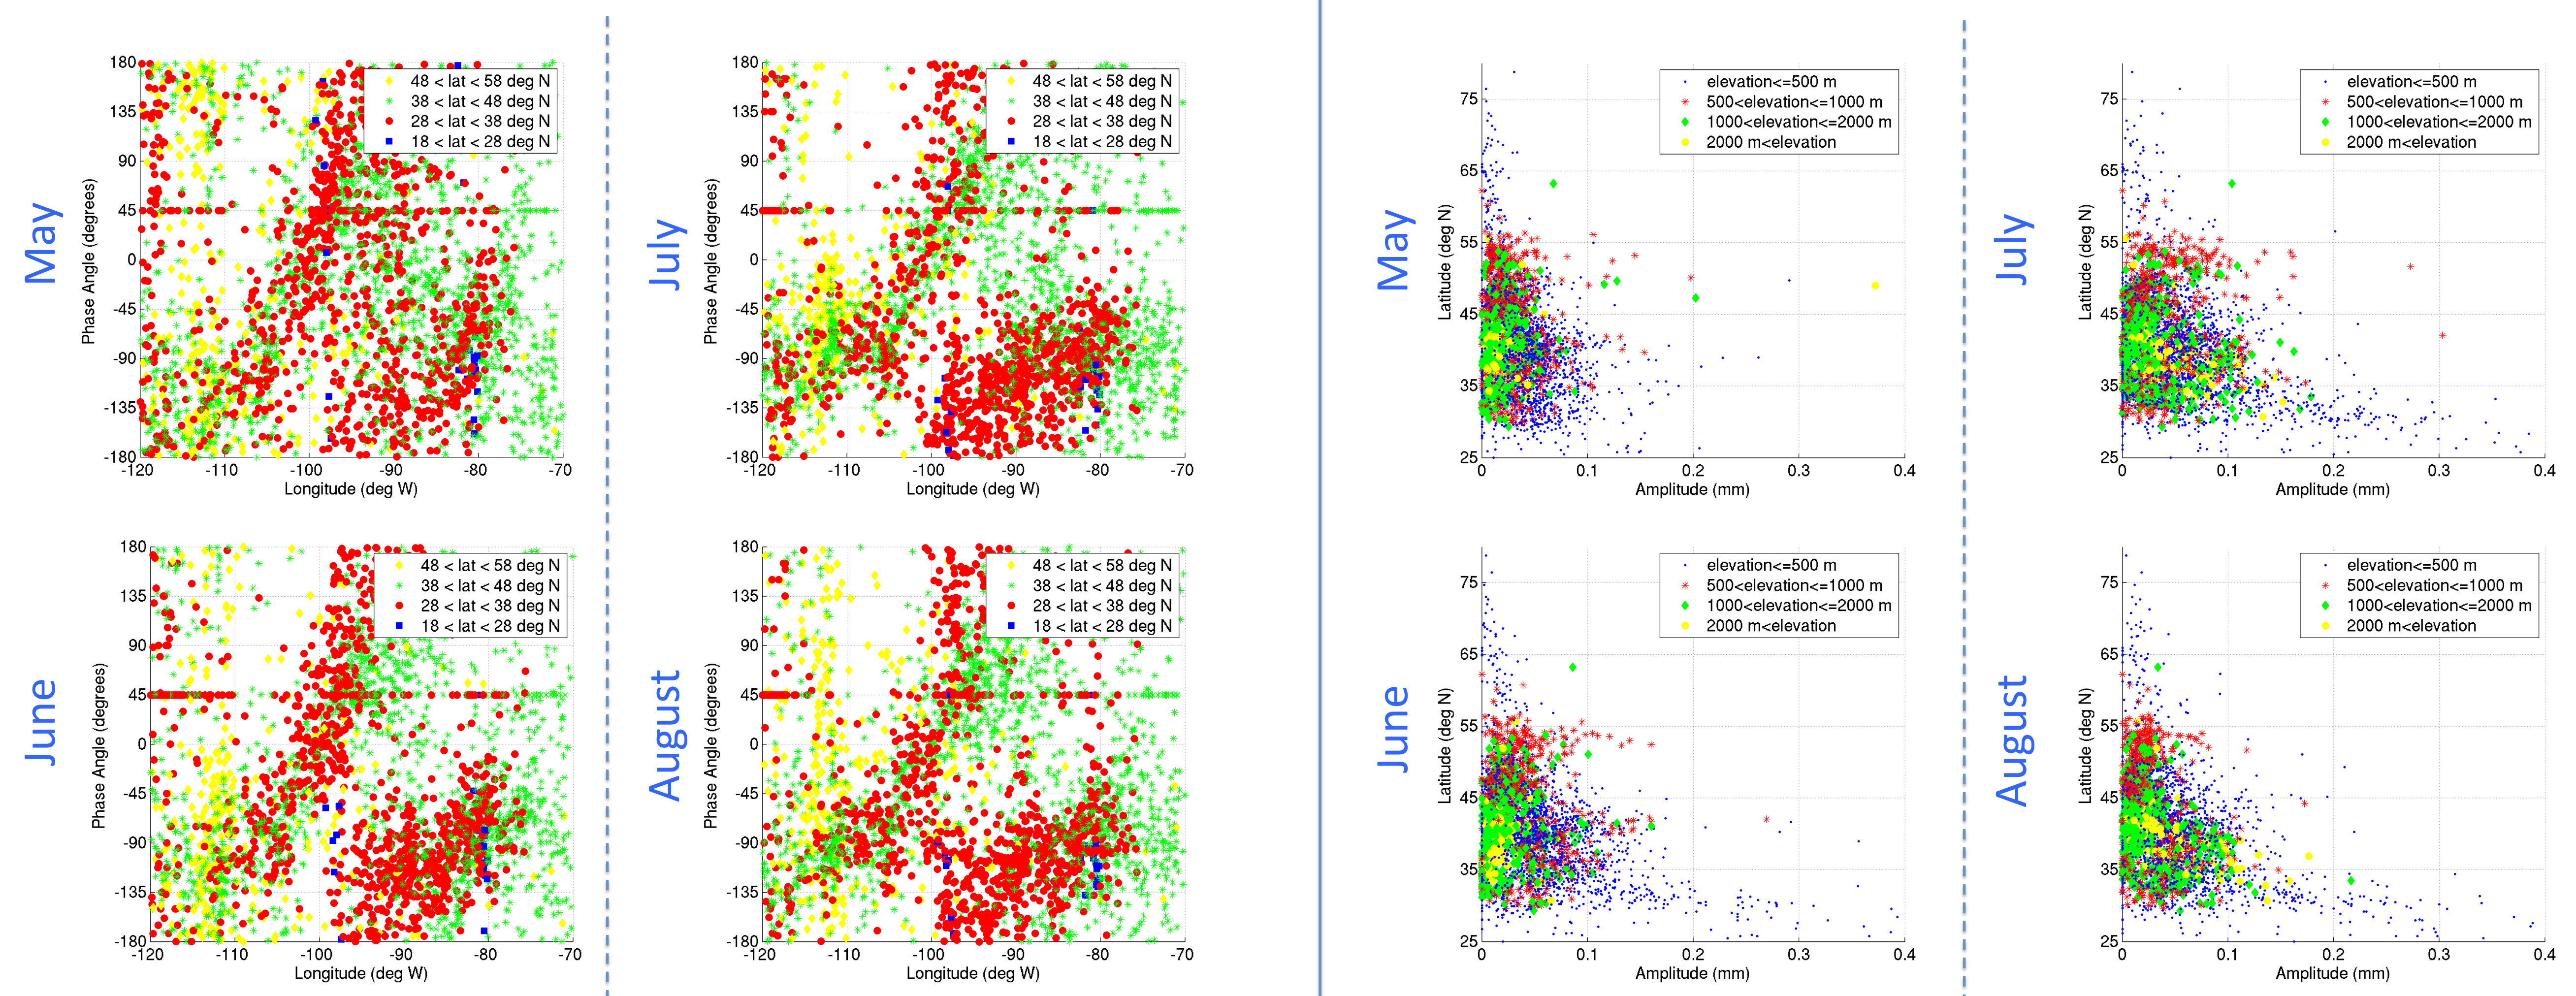 May
180
135
90
45
0
-45
-90
-135
-180
-120
-110
-100
-90
-80
-70
Phase Angle (degrees)
Longitude (deg W)
48 < lat < 58 deg N
38 < lat < 48 deg N
28 < lat < 38 deg N
18 < lat < 28 deg N
July
180
135
90
45
0
-45
-90
-135
-180
-120
-110
-100
-90
-80
-70
Phase Angle (degrees)
Longitude (deg W)
48 < lat < 58 deg N
38 < lat < 48 deg N
28 < lat < 38 deg N
18 < lat < 28 deg N
May
75
65
55
45
35
25
0
0.1
0.2
0.3
0.4
Latitude (deg N)
Amplitude (mm)
elevation<=500 m
500<elevation<=1000 m
1000<elevation<=2000 m
2000 m<elevation
July
75
65
55
45
35
25
0
0.1
0.2
0.3
0.4
Latitude (deg N)
Amplitude (mm)
elevation<=500 m
500<elevation<=1000 m
1000<elevation<=2000 m
2000 m<elevation
June
180
135
90
45
0
-45
-90
-135
-180
-120
-110
-100
-90
-80
-70
Phase Angle (degrees)
Longitude (deg W)
48 < lat < 58 deg N
38 < lat < 48 deg N
28 < lat < 38 deg N
18 < lat < 28 deg N
August
180
135
90
45
0
-45
-90
-135
-180
-120
-110
-100
-90
-80
-70
Phase Angle (degrees)
Longitude (deg W)
48 < lat < 58 deg N
38 < lat < 48 deg N
28 < lat < 38 deg N
18 < lat < 28 deg N
June
75
65
55
45
35
25
0
0.1
0.2
0.3
0.4
Latitude (deg N)
Amplitude (mm)
elevation<=500 m
500<elevation<=1000 m
1000<elevation<=2000 m
2000 m<elevation
August
75
65
55
45
35
25
0
0.1
0.2
0.3
0.4
Latitude (deg N)
Amplitude (mm)
elevation<=500 m
500<elevation<=1000 m
1000<elevation<=2000 m
2000 m<elevation